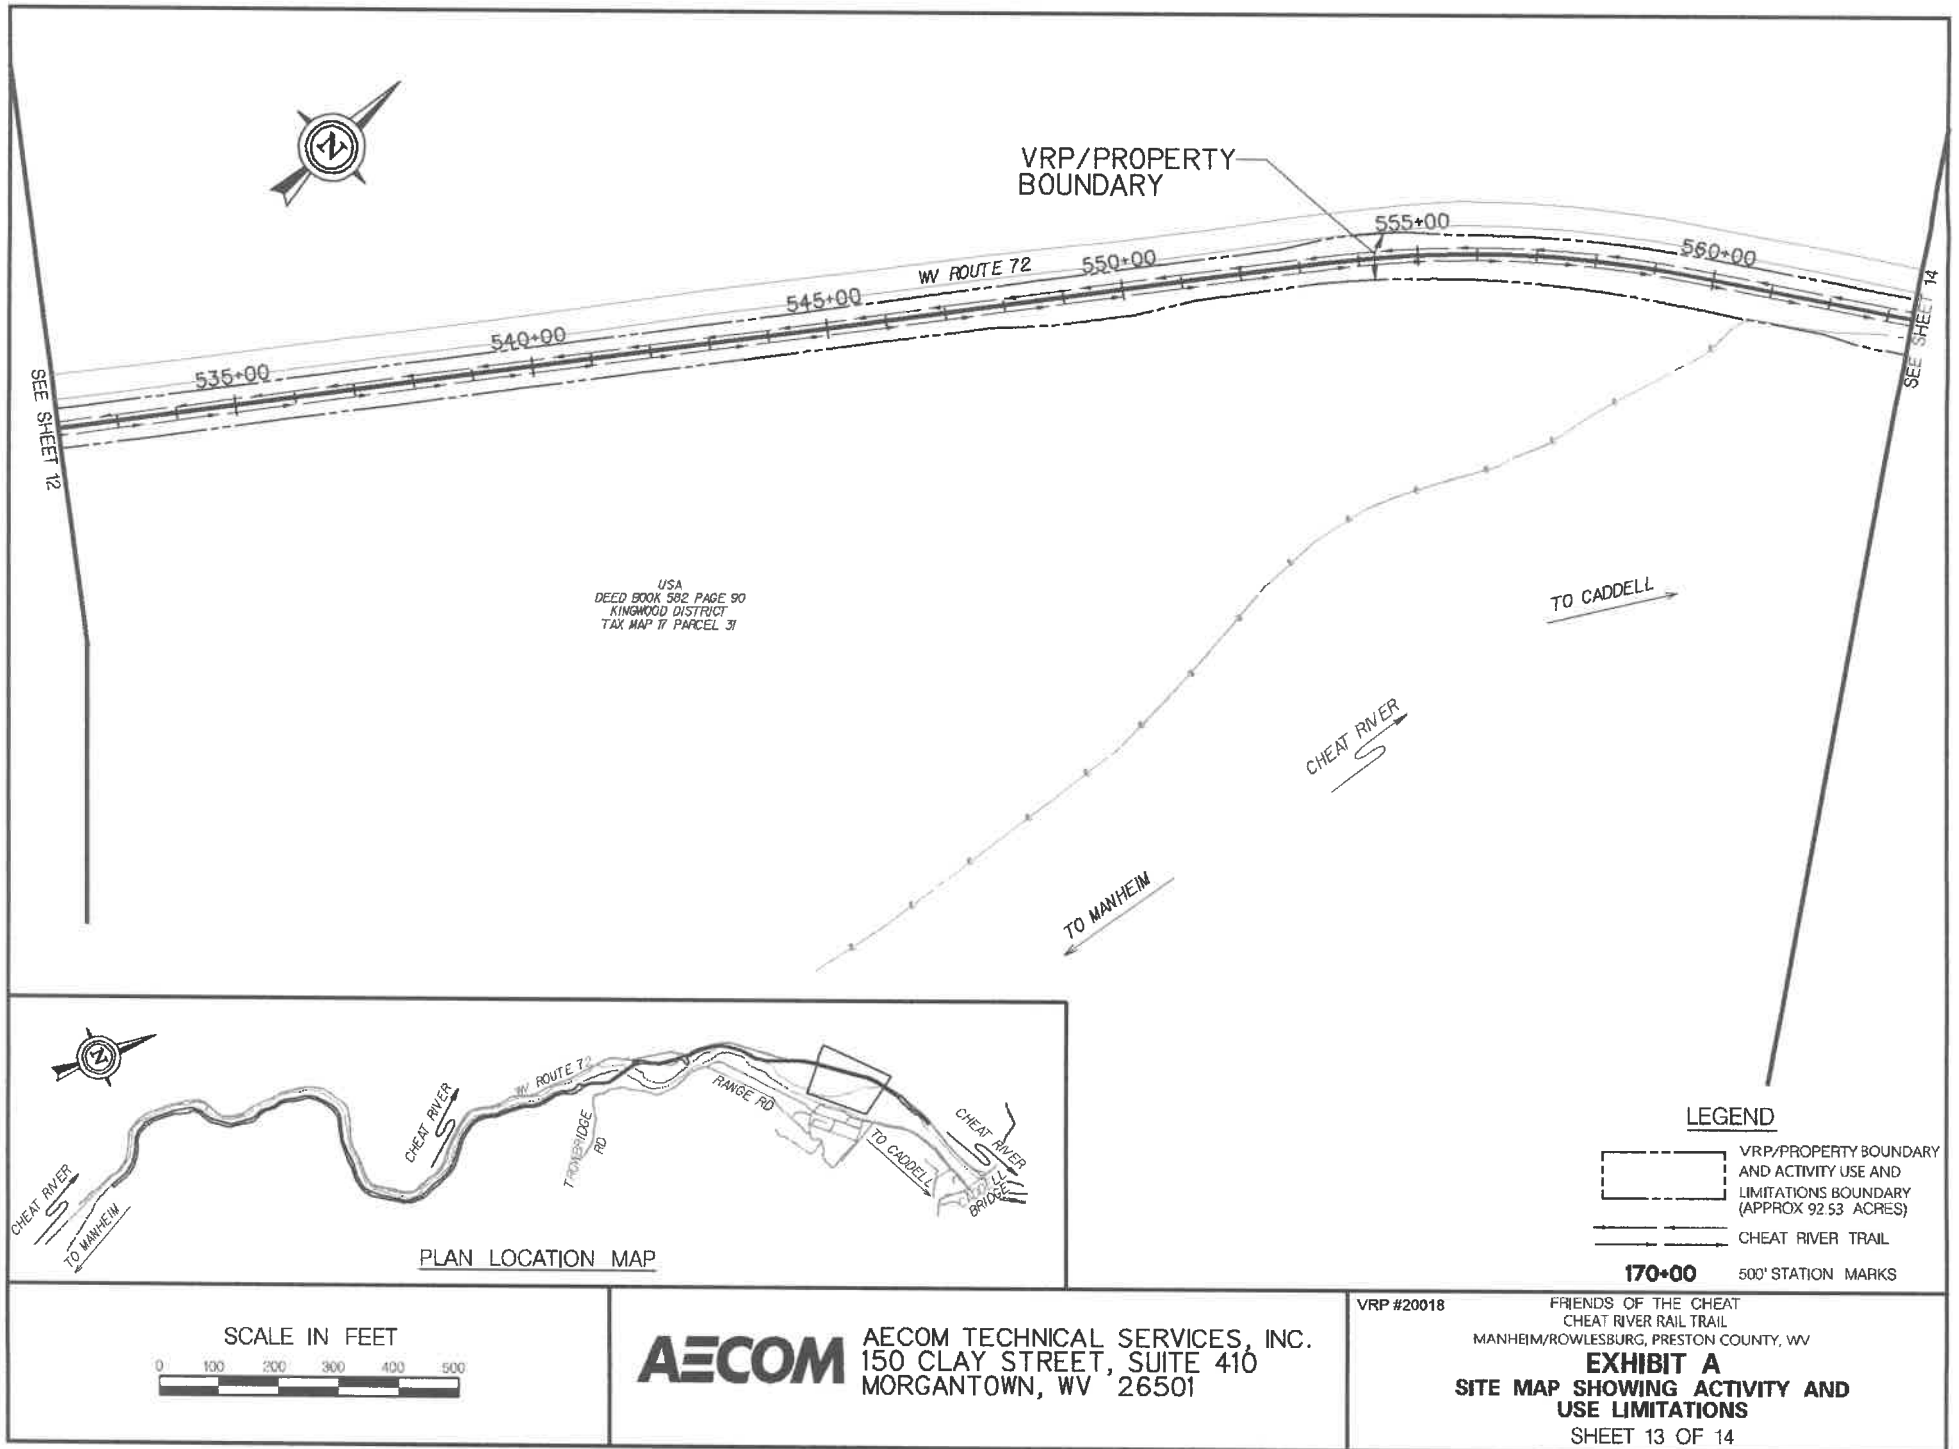 N
VRP/PROPERTY
BOUNDARY
535+00
540+00
545+00
WV ROUTE 72
550+00
555+00
560+00
SEE SHEET 12
SEE SHEET 14
USA
DEED BOOK 582 PAGE 90
KINGWOOD DISTRICT
TAX MAP 17 PARCEL 31
TO CADDELL
CHEAT RIVER
TO MANHEIM
N
CHEAT RIVER
TO MANHEIM
CHEAT RIVER
WV ROUTE 72
TROWBRIDGE
RD
RANGE RD
TO CADDELL
CHEAT RIVER
CADDELL
BRIDGE
PLAN LOCATION MAP
LEGEND
VRP/PROPERTY BOUNDARY
AND ACTIVITY USE AND
LIMITATIONS BOUNDARY
(APPROX 92 53 ACRES)
CHEAT RIVER TRAIL
170+00 500' STATION MARKS
SCALE IN FEET
0 100 200 300 400 500
AECOM
AECOM TECHNICAL SERVICES, INC.
150 CLAY STREET, SUITE 410
MORGANTOWN, WV 26501
VRP #20018
FRIENDS OF THE CHEAT
CHEAT RIVER RAIL TRAIL
MANHEIM/ROWLESBURG, PRESTON COUNTY, WV
EXHIBIT A
SITE MAP SHOWING ACTIVITY AND
USE LIMITATIONS
SHEET 13 OF 14